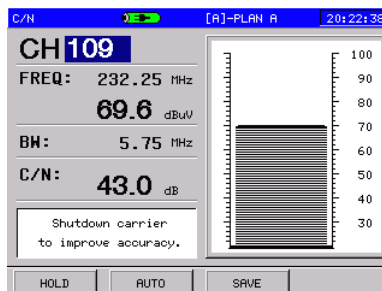 C/N [A]-PLAN A 20:22:38
CH 109
FREQ: 232.25 MHz
69.6 dBuV
BW: 5.75 MHz
C/N: 43.0 dB
Shutdown carrier
to improve accuracy.
100
90
80
70
60
50
40
30
HOLD AUTO SAVE